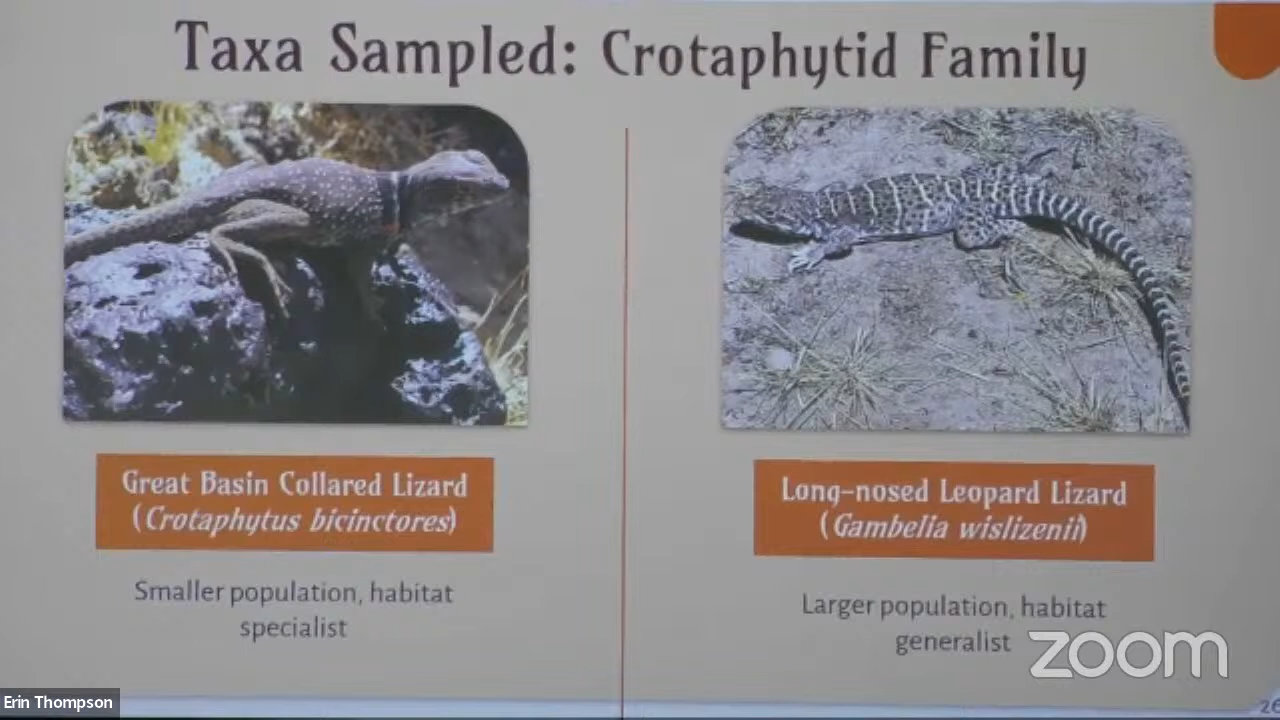 Taxa Sampled: Crotaphytid Family
Great Basin Collared Lizard
(Crotaphytus bicinctores)
Smaller population, habitat
specialist
Long-nosed Leopard Lizard
(Gambelia wislizenii)
Larger population, habitat
generalist
zoom
Erin Thompson